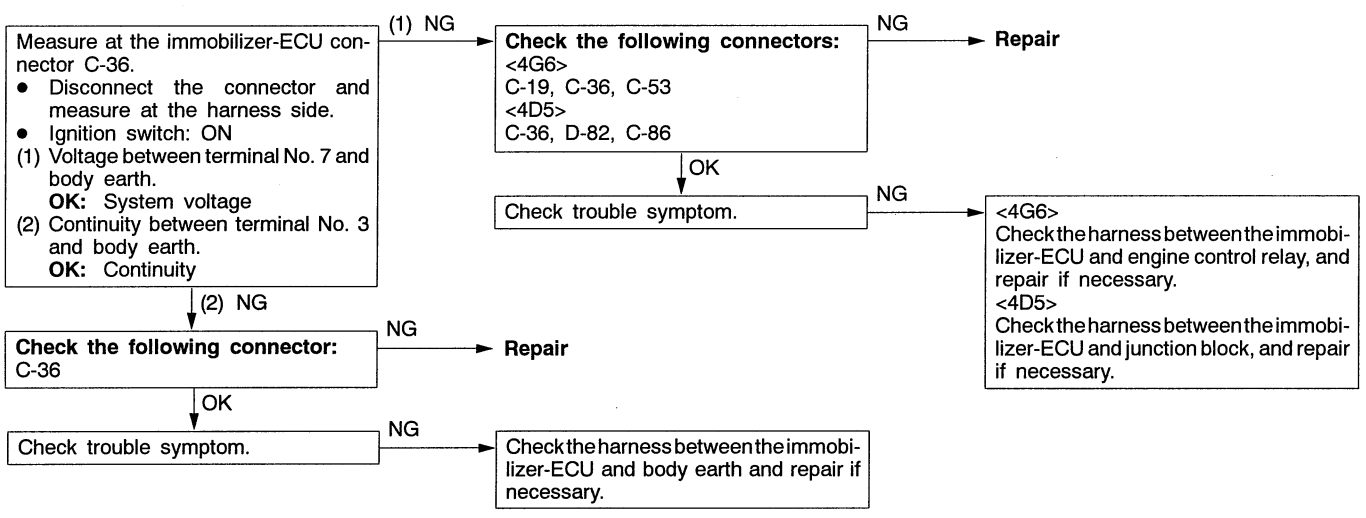 Measure at the immobilizer-ECU con-
nector C-36.
● Disconnect the connector and
measure at the harness side.
● Ignition switch: ON
(1) Voltage between terminal No. 7 and
body earth.
OK: System voltage
(2) Continuity between terminal No. 3
and body earth.
OK: Continuity
(1) NG
Check the following connectors:
<4G6>
C-19, C-36, C-53
<4D5>
C-36, D-82, C-86
NG
Repair
OK
Check trouble symptom.
NG
<4G6>
Check the harness between the immobi-
lizer-ECU and engine control relay, and
repair if necessary.
<4D5>
Check the harness between the immobi-
lizer-ECU and junction block, and repair
if necessary.
(2) NG
Check the following connector:
C-36
NG
Repair
OK
Check trouble symptom.
NG
Check the harness between the immobi-
lizer-ECU and body earth and repair if
necessary.